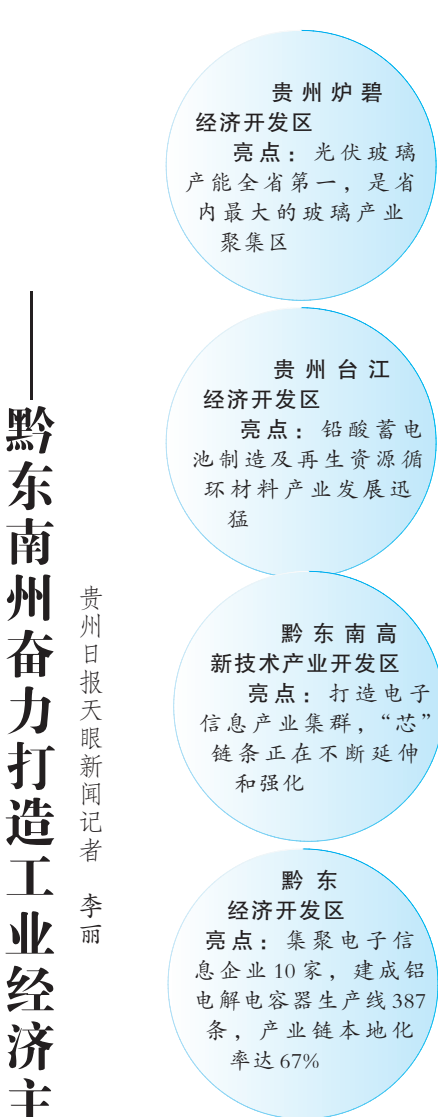 ——黔东南州奋力打造工业经济主
贵州日报天眼新闻记者 李丽
贵州炉碧
经济开发区
亮点：光伏玻璃
产能全省第一，是省
内最大的玻璃产业
聚集区
贵州台江
经济开发区
亮点：铅酸蓄电
池制造及再生资源循
环材料产业发展迅
猛
黔东南高
新技术产业开发区
亮点：打造电子
信息产业集群，“芯”
链条正在不断延伸
和强化
黔东
经济开发区
亮点：集聚电子信
息企业10家，建成铝
电解电容器生产线387
条，产业链本地化
率达67%